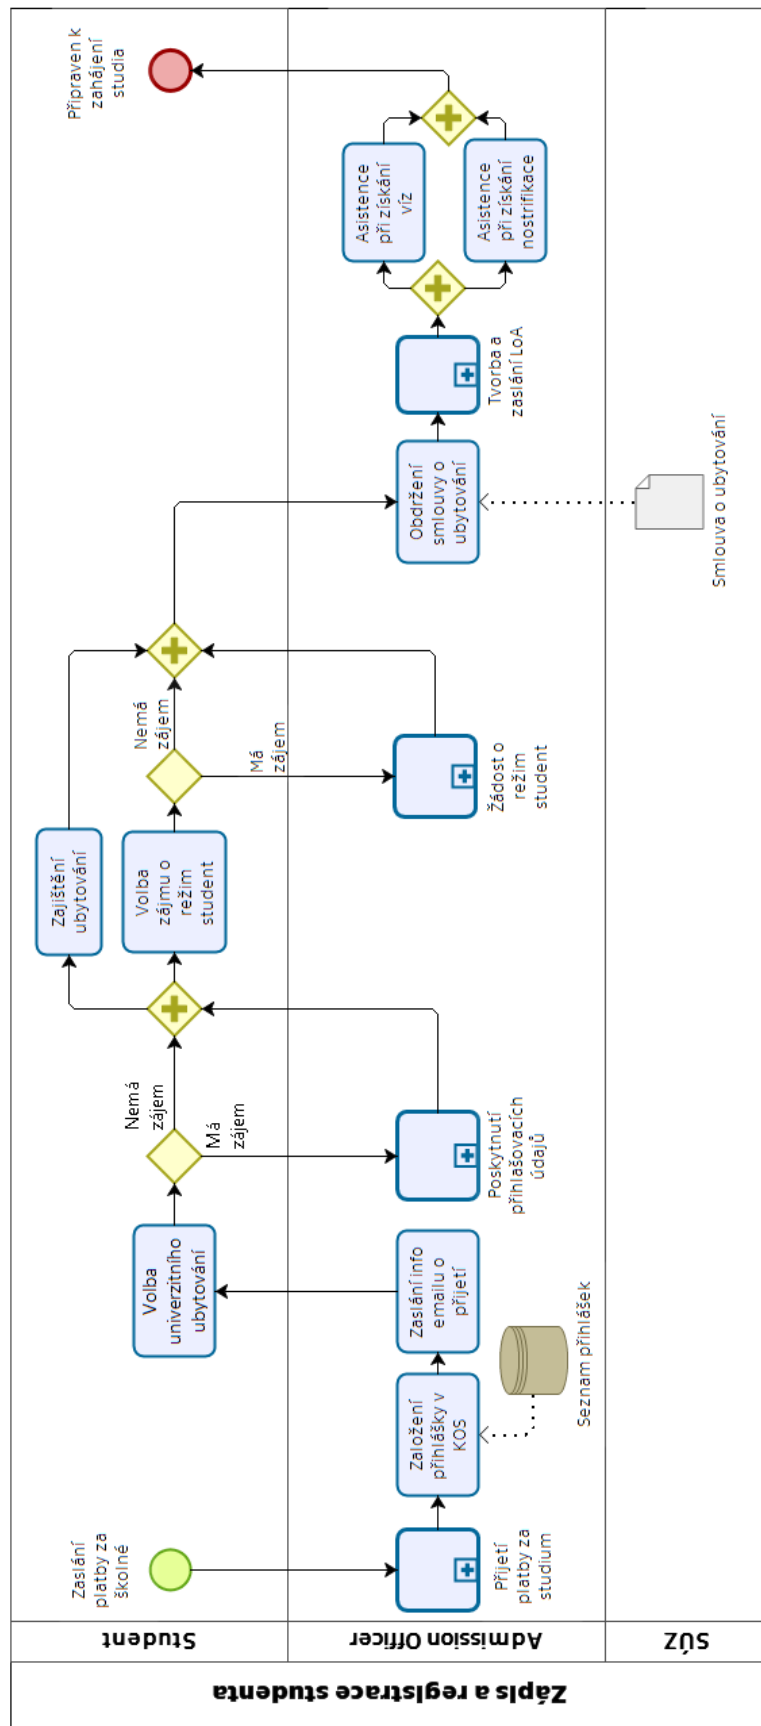 Zápis a registrace studenta
Student
Admission Officer
SÚZ
Zaslání
platby za
školné
Přijetí
platby za
studium
Založení
přihlášky v
KOS
Seznam přihlášek
Zaslání info
emailu o
přijetí
Volba
univerzitního
ubytování
Nemá
zájem
Má
zájem
Poskytnutí
přihlašovacích
údajů
Zajištění
ubytování
Volba
zájmu o
režim
student
Nemá
zájem
Má
zájem
Žádost o
režim
student
Obdržení
smlouvy o
ubytování
Smlouva o ubytování
Tvorba a
zaslání LoA
Asistence
při získání
víz
Asistence
při získání
nostrifikace
Připraven k
zahájení
studia